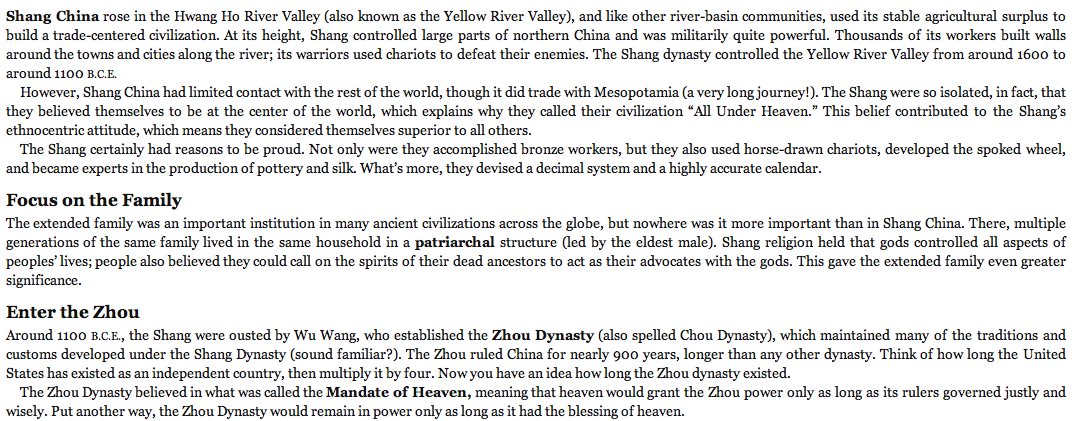 Shang China rose in the Hwang Ho River Valley (also known as the Yellow River Valley), and like other river-basin communities, used its stable agricultural surplus to
build a trade-centered civilization. At its height, Shang controlled large parts of northern China and was militarily quite powerful. Thousands of its workers built walls
around the towns and cities along the river; its warriors used chariots to defeat their enemies. The Shang dynasty controlled the Yellow River Valley from around 1600 to
around 1100 B.C.E.
However, Shang China had limited contact with the rest of the world, though it did trade with Mesopotamia (a very long journey!). The Shang were so isolated, in fact, that
they believed themselves to be at the center of the world, which explains why they called their civilization “All Under Heaven.” This belief contributed to the Shang’s
ethnocentric attitude, which means they considered themselves superior to all others.
The Shang certainly had reasons to be proud. Not only were they accomplished bronze workers, but they also used horse-drawn chariots, developed the spoked wheel,
and became experts in the production of pottery and silk. What’s more, they devised a decimal system and a highly accurate calendar.
Focus on the Family
The extended family was an important institution in many ancient civilizations across the globe, but nowhere was it more important than in Shang China. There, multiple
generations of the same family lived in the same household in a patriarchal structure (led by the eldest male). Shang religion held that gods controlled all aspects of
peoples’ lives; people also believed they could call on the spirits of their dead ancestors to act as their advocates with the gods. This gave the extended family even greater
significance.
Enter the Zhou
Around 1100 B.C.E., the Shang were ousted by Wu Wang, who established the Zhou Dynasty (also spelled Chou Dynasty), which maintained many of the traditions and
customs developed under the Shang Dynasty (sound familiar?). The Zhou ruled China for nearly 900 years, longer than any other dynasty. Think of how long the United
States has existed as an independent country, then multiply it by four. Now you have an idea how long the Zhou dynasty existed.
The Zhou Dynasty believed in what was called the Mandate of Heaven, meaning that heaven would grant the Zhou power only as long as its rulers governed justly and
wisely. Put another way, the Zhou Dynasty would remain in power only as long as it had the blessing of heaven.